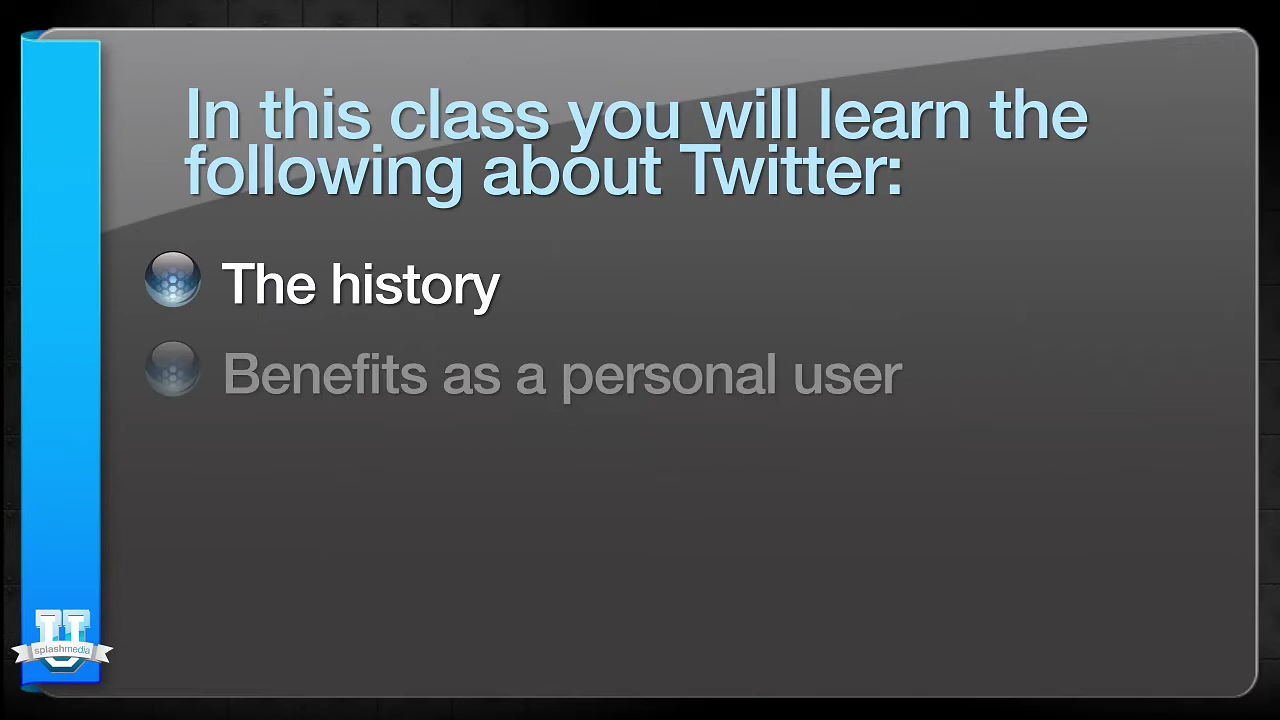 In this class you will learn the
following about Twitter:
The history
Benefits as a personal user
U
splashmedia